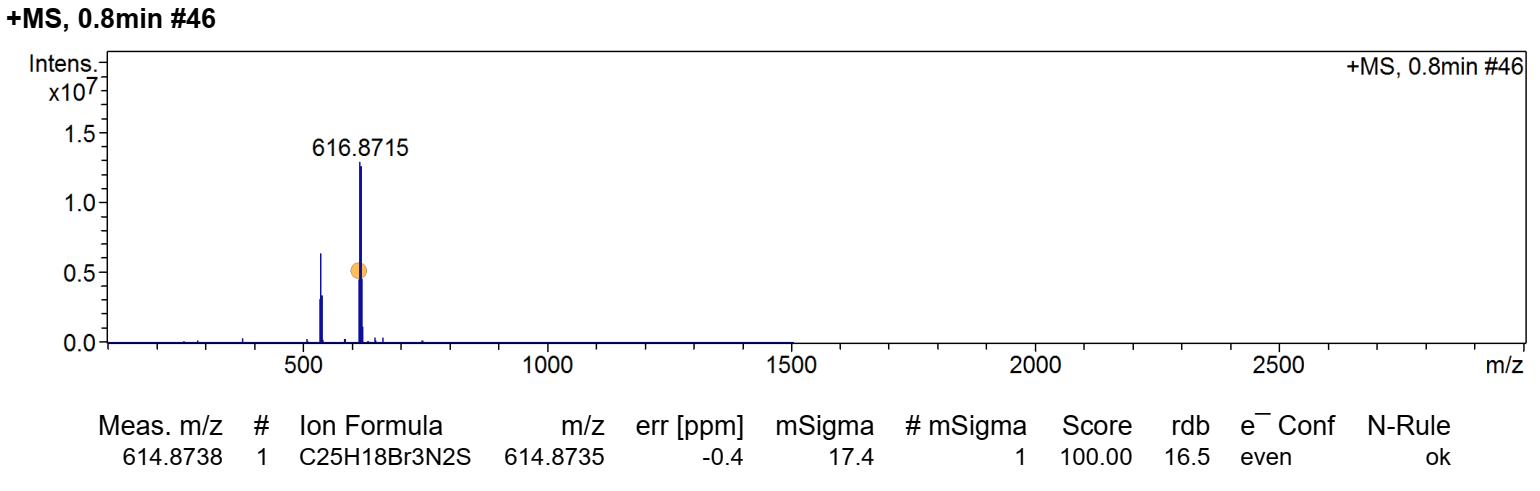 +MS, 0.8min #46
+MS, 0.8min #46
Intens.
x10⁷
616.8715
1.5
1.0
0.5
0.0
500 1000 1500 2000 2500 m/z
Meas. m/z # Ion Formula m/z err [ppm] mSigma # mSigma Score rdb e⁻ Conf N-Rule
614.8738 1 C25H18Br3N2S 614.8735 -0.4 17.4 1 100.00 16.5 even ok